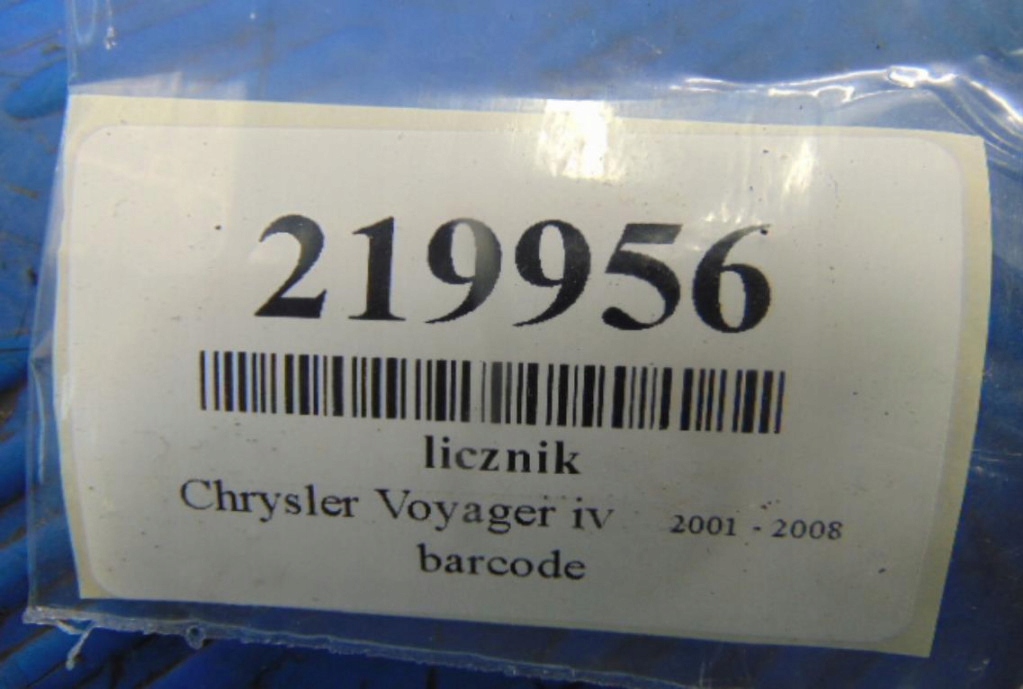 219956
licznik
Chrysler Voyager iv 2001 - 2008
barcode